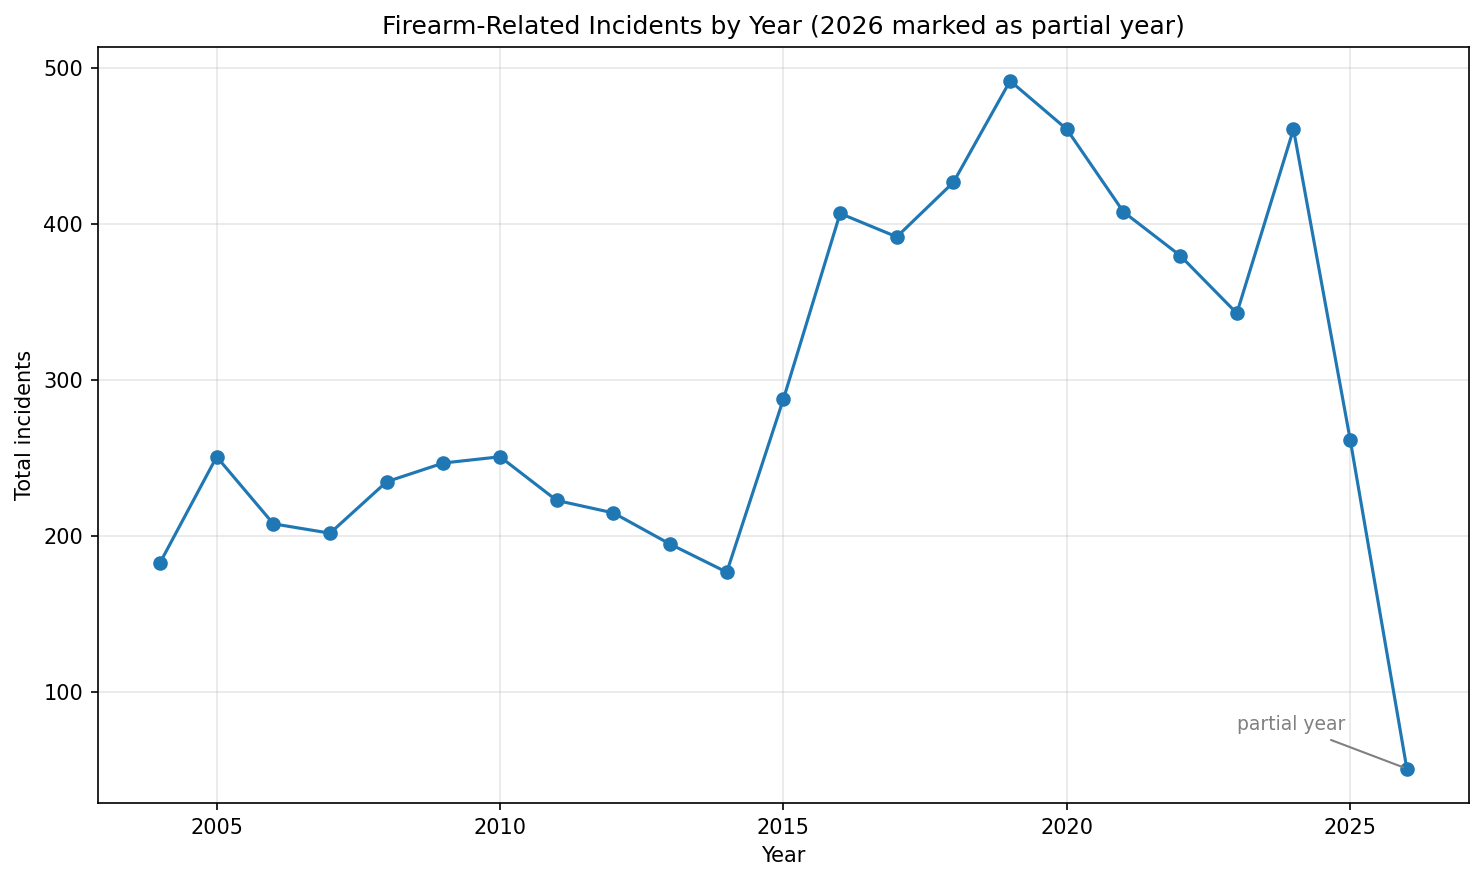 Firearm-Related Incidents by Year (2026 marked as partial year)
500
400
300
200
100
Total incidents
partial year
2005 2010 2015 2020 2025
Year